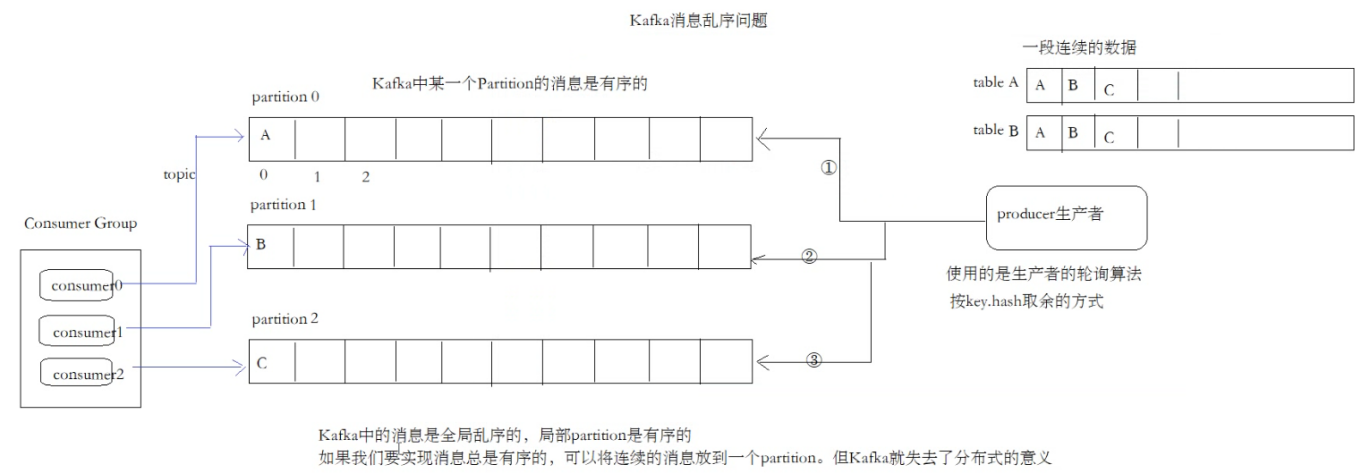 Kafka消息乱序问题
一段连续的数据
Kafka中某一个Partition的消息是有序的
table A A B C
partition 0
table B A B C
A
①
topic 0 1 2
partition 1
Consumer Group
producer生产者
B
②
使用的是生产者的轮询算法
consumer0
按key.hash取余的方式
partition 2
consumer1
C
③
consumer2
Kafka中的消息是全局乱序的，局部partition是有序的
如果我们要实现消息总是有序的，可以将连续的消息放到一个partition。但Kafka就失去了分布式的意义